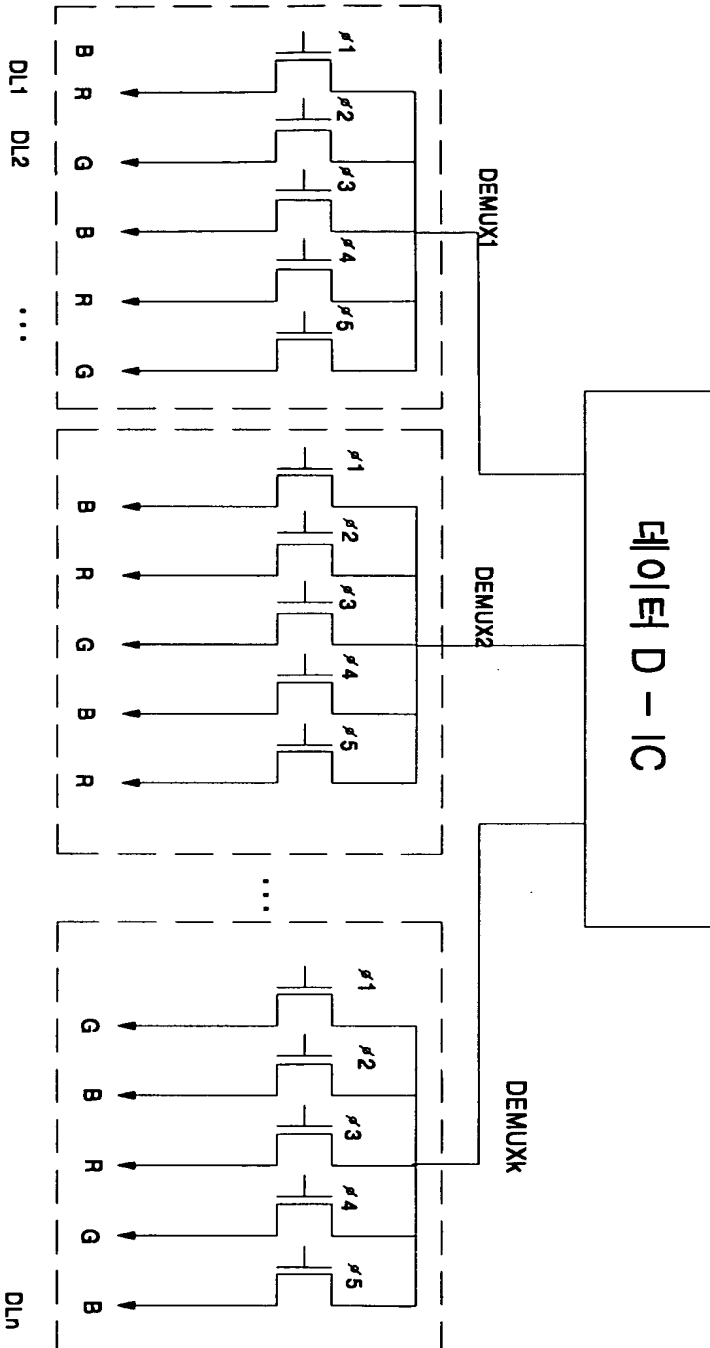 데이터 D-IC
DEMUX1
DEMUX2
DEMUXk
ø1
ø2
ø3
ø4
ø5
ø1
ø2
ø3
ø4
ø5
...
ø1
ø2
ø3
ø4
ø5
B R G B R G
B R G B R
G B R G B
DL1 DL2 ... DLn